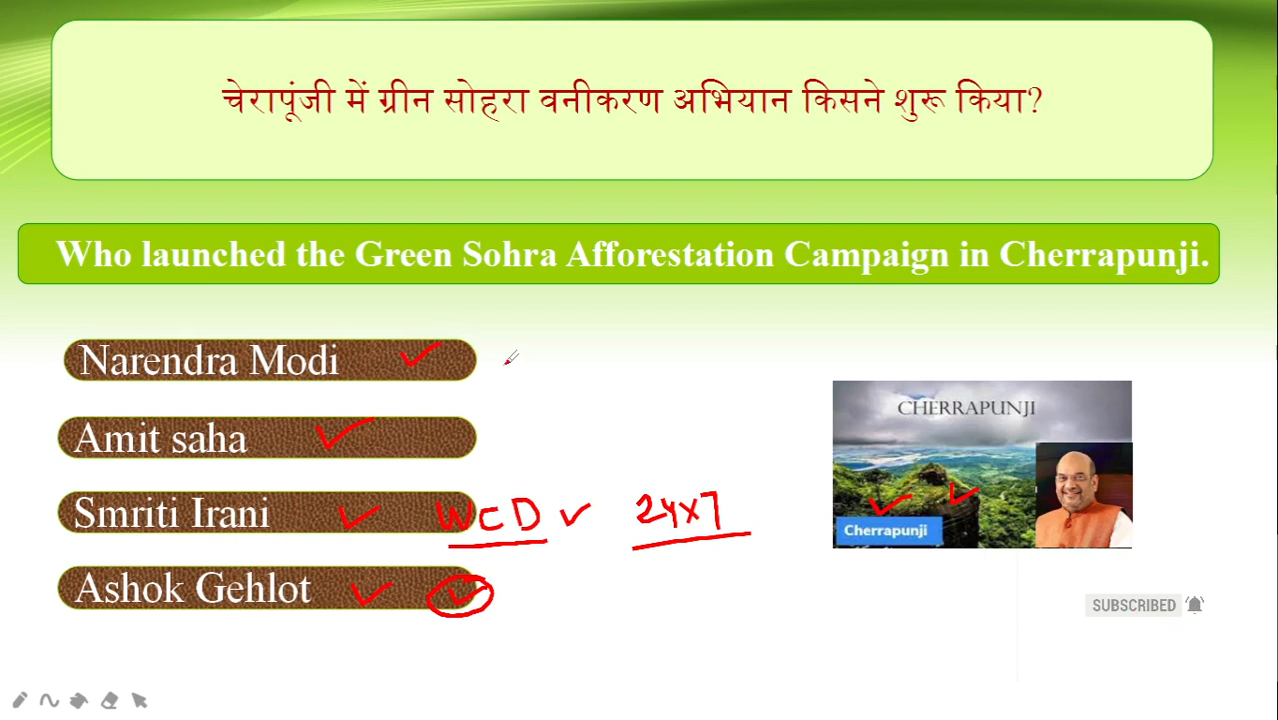 चेरापूंजी में ग्रीन सोहरा वनीकरण अभियान किसने शुरू किया?
Who launched the Green Sohra Afforestation Campaign in Cherrapunji.
Narendra Modi
Amit saha
Smriti Irani WCD 24x7
Ashok Gehlot
CHERRAPUNJI
Cherrapunji
SUBSCRIBED